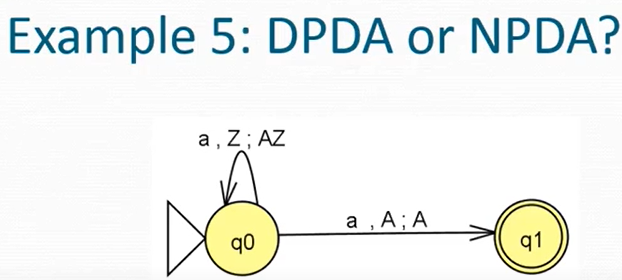 Example 5: DPDA or NPDA?
a , Z ; AZ
a , A ; A
q0
q1